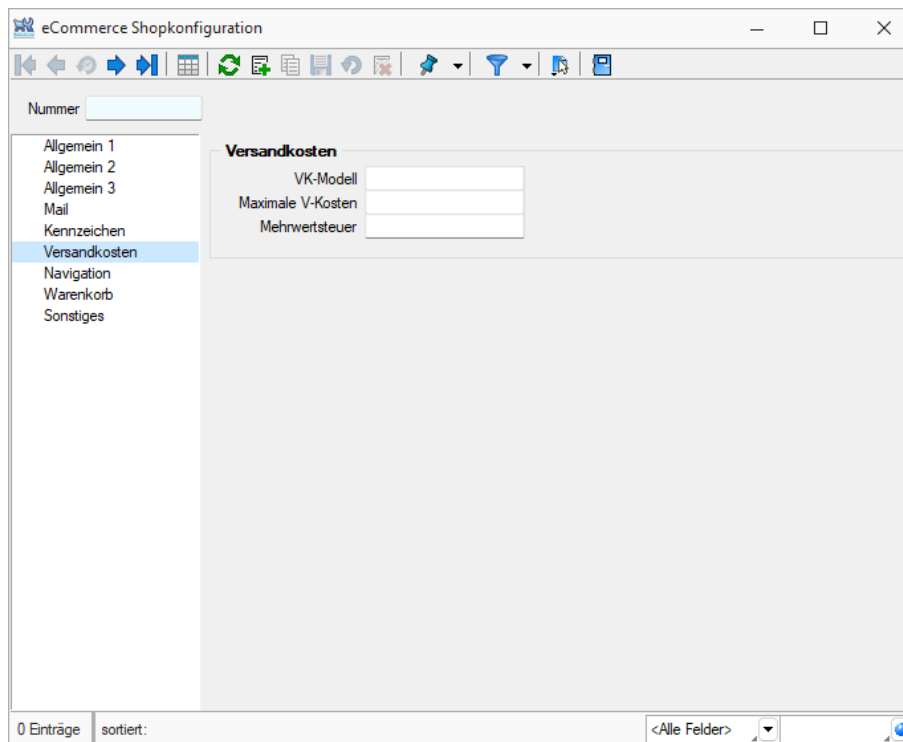 eCommerce Shopkonfiguration
Nummer
Allgemein 1
Allgemein 2
Allgemein 3
Mail
Kennzeichen
Versandkosten
Navigation
Warenkorb
Sonstiges
Versandkosten
VK-Modell
Maximale V-Kosten
Mehrwertsteuer
0 Einträge sortiert: <Alle Felder>